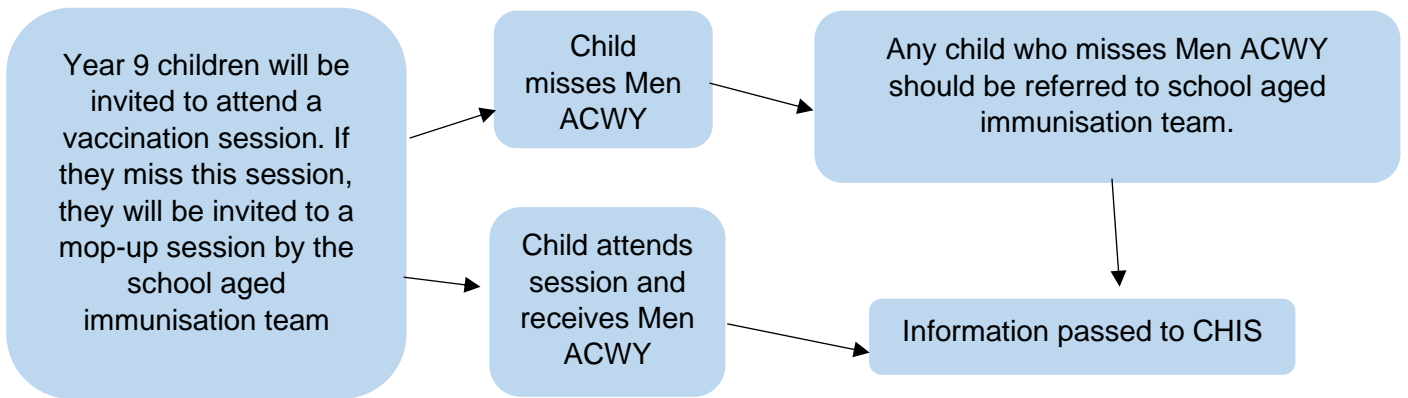 Year 9 children will be
invited to attend a
vaccination session. If
they miss this session,
they will be invited to a
mop-up session by the
school aged
immunisation team
Child
misses Men
ACWY
Any child who misses Men ACWY
should be referred to school aged
immunisation team.
Child attends
session and
receives Men
ACWY
Information passed to CHIS